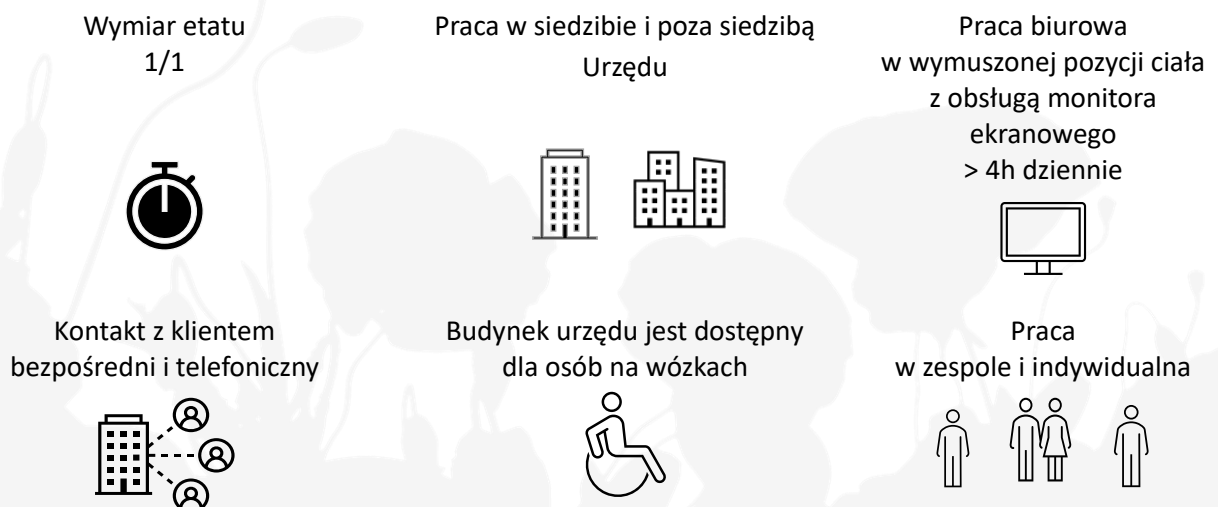 Wymiar etatu
1/1
Praca w siedzibie i poza siedzibą
Urzędu
Praca biurowa
w wymuszonej pozycji ciała
z obsługą monitora
ekranowego
> 4h dziennie
Kontakt z klientem
bezpośredni i telefoniczny
Budynek urzędu jest dostępny
dla osób na wózkach
Praca
w zespole i indywidualna